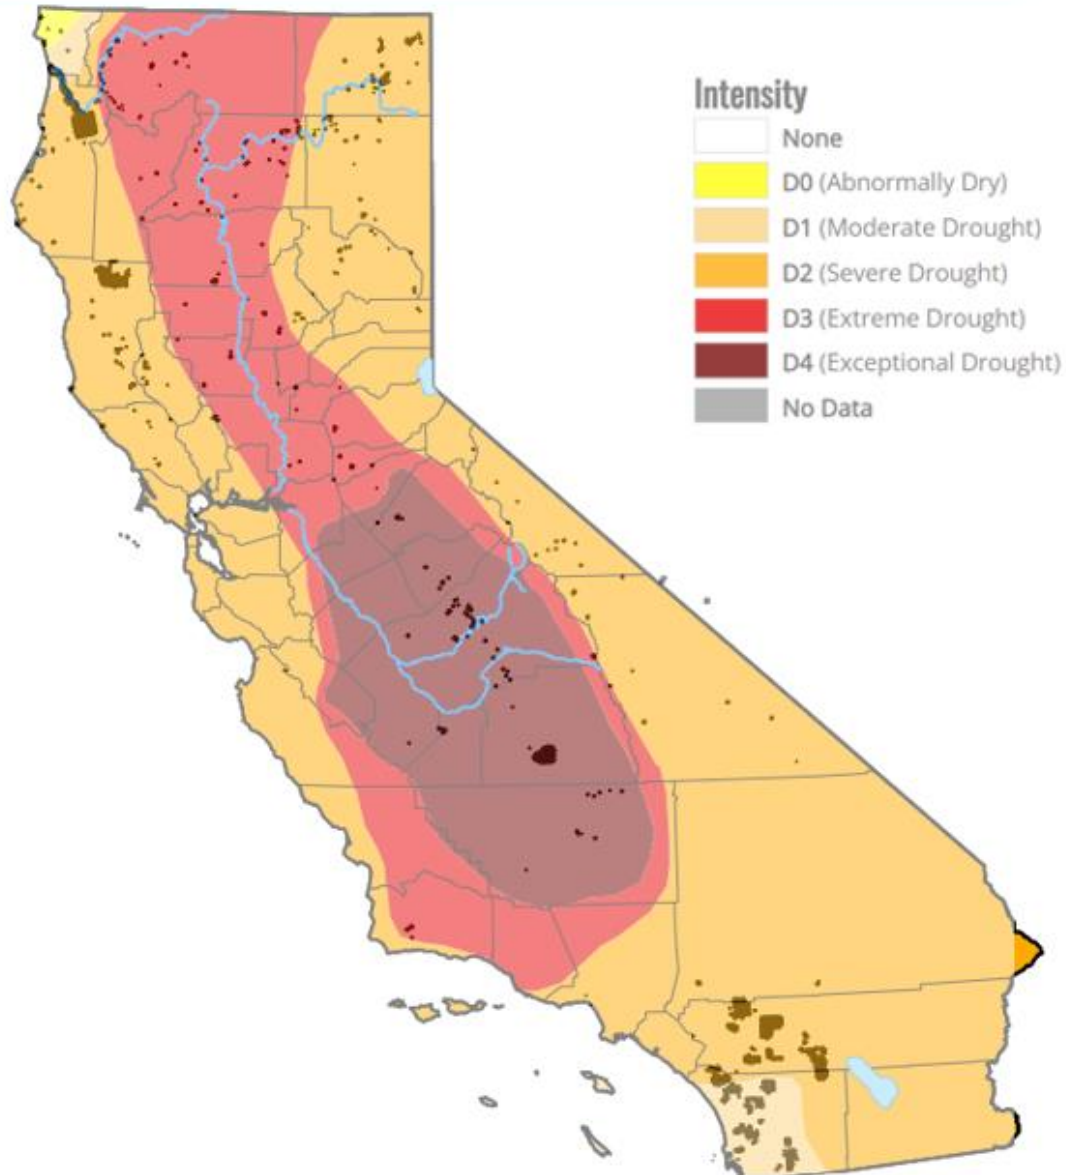 Intensity
None
D0 (Abnormally Dry)
D1 (Moderate Drought)
D2 (Severe Drought)
D3 (Extreme Drought)
D4 (Exceptional Drought)
No Data